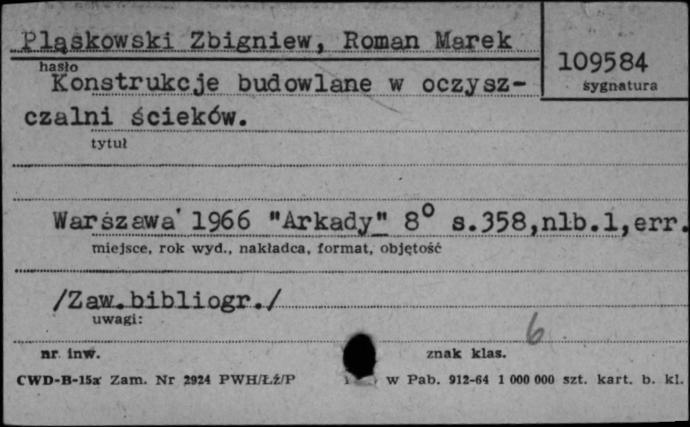 Pląskowski Zbigniew, Roman Marek
109584
hasło
sygnatura
Konstrukcje budowlane w oczysz-
czalni ścieków.
tytuł
Warszawa 1966 "Arkady" 8° s.358,nlb.1,err.
miejsce, rok wyd., nakładca, format, objętość
/Zaw.bibliogr./
uwagi:
6
nr inw.
znak klas.
CWD-B-15a Zam. Nr 2924 PWH/Łź/P w Pab. 912-64 1 000 000 szt. kart. b. kl.